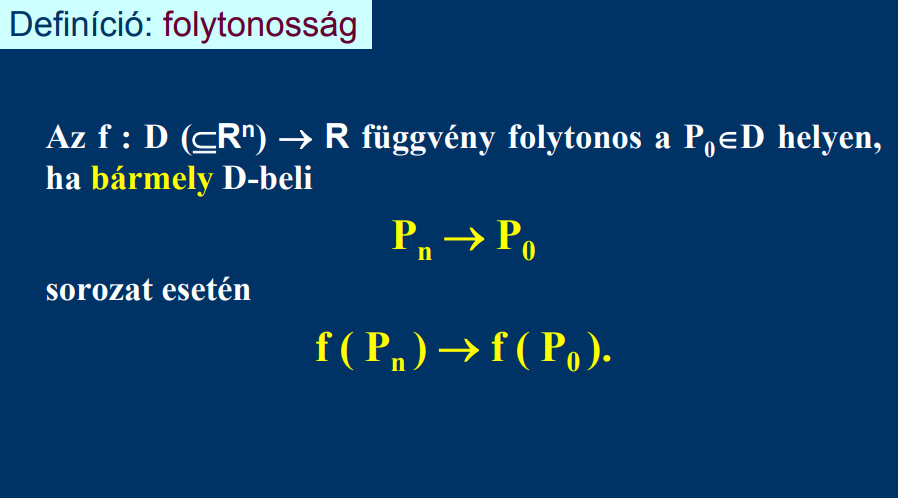 Definíció: folytonosság
Az f : D (⊆Rⁿ) → R függvény folytonos a P₀∈D helyen,
ha bármely D-beli
Pₙ → P₀
sorozat esetén
f ( Pₙ ) → f ( P₀ ).